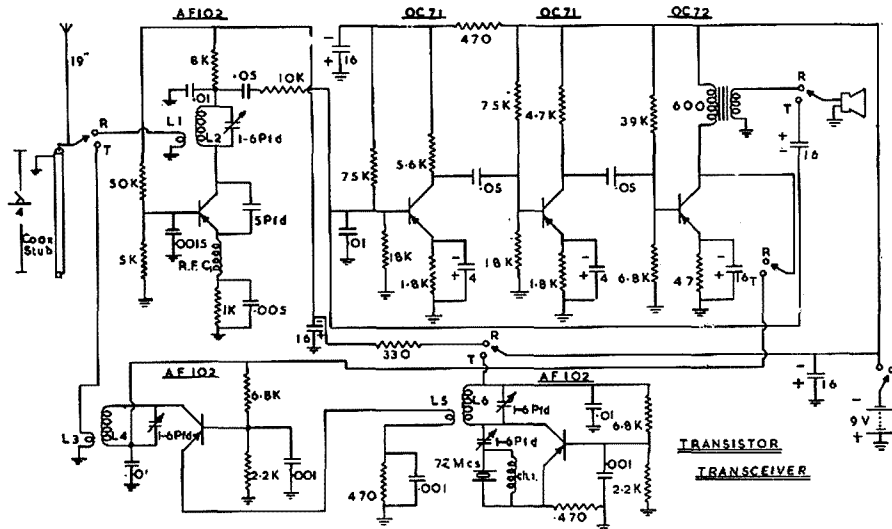 AF102
OC71
OC71
OC72
470
19"
8K
.05
10K
.01
16
R
T
L1
L2
1-6Pfd
50K
75K
5.6K
75K
4.7K
39K
600
R
T
16
λ/4
Coax
Stub
.0015
5Pfd
R.F.C.
5K
1K
.005
.01
18K
1.8K
4
.05
18K
1.8K
4
.05
6.8K
47
16
R
T
16
330
R
T
16
9V
AF102
AF102
L3
L4
1-6Pfd
.01
6.8K
2.2K
.001
L5
L6
1-6Pfd
.01
6.8K
1-6Pfd
72Mcs
ch.t.
.001
2.2K
470
.001
.470
TRANSISTOR
TRANSCEIVER